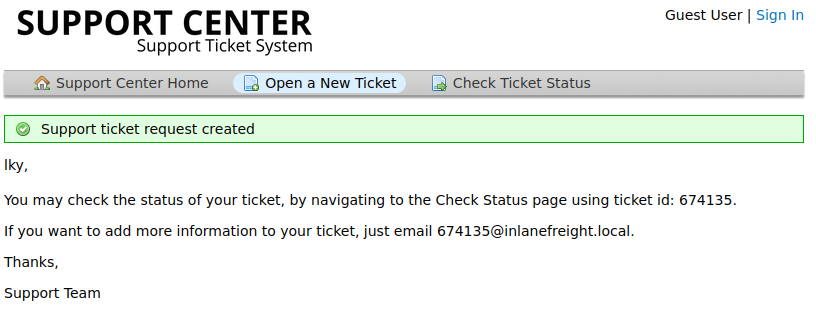 SUPPORT CENTER
Support Ticket System
Guest User | Sign In
Support Center Home Open a New Ticket Check Ticket Status
Support ticket request created
lky,
You may check the status of your ticket, by navigating to the Check Status page using ticket id: 674135.
If you want to add more information to your ticket, just email 674135@inlanefreight.local.
Thanks,
Support Team